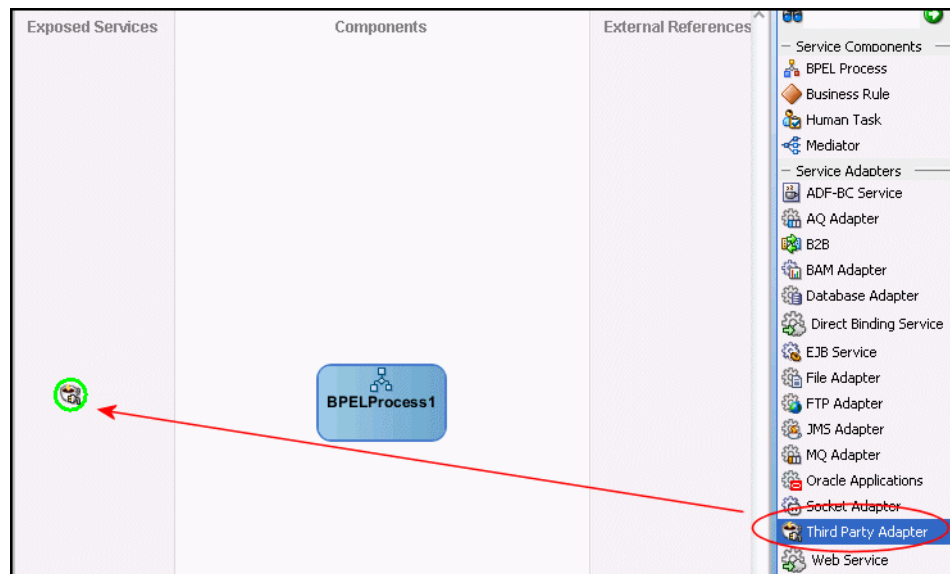 Exposed Services
Components
External References
BPELProcess1
Service Components
BPEL Process
Business Rule
Human Task
Mediator
Service Adapters
ADF-BC Service
AQ Adapter
B2B
BAM Adapter
Database Adapter
Direct Binding Service
EJB Service
File Adapter
FTP Adapter
JMS Adapter
MQ Adapter
Oracle Applications
Socket Adapter
Third Party Adapter
Web Service